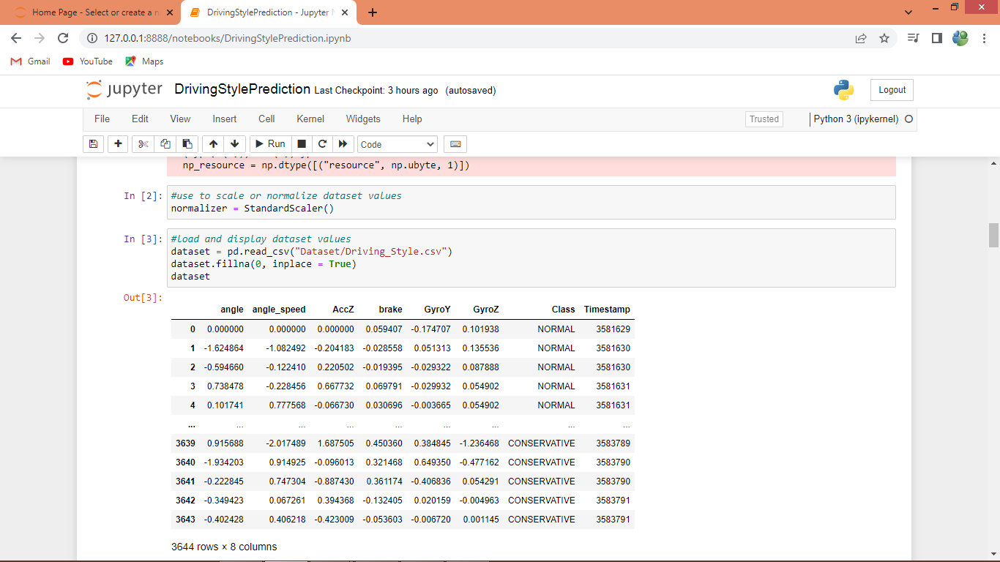 Home Page - Select or create a n
DrivingStylePrediction - Jupyter N
127.0.0.1:8888/notebooks/DrivingStylePrediction.ipynb
Gmail YouTube Maps
jupyter DrivingStylePrediction Last Checkpoint: 3 hours ago (autosaved)
Logout
File Edit View Insert Cell Kernel Widgets Help
Trusted Python 3 (ipykernel)
Run Code
np_resource = np.dtype([("resource", np.ubyte, 1)])
In [2]: #use to scale or normalize dataset values
normalizer = StandardScaler()
In [3]: #load and display dataset values
dataset = pd.read_csv("Dataset/Driving_Style.csv")
dataset.fillna(0, inplace = True)
dataset
Out[3]:
angle angle_speed AccZ brake GyroY GyroZ Class Timestamp
0 0.000000 0.000000 0.000000 0.059407 -0.174707 0.101938 NORMAL 3581629
1 -1.624864 -1.082492 -0.204183 -0.028558 0.051313 0.135536 NORMAL 3581630
2 -0.594660 -0.122410 0.220502 -0.019395 -0.029322 0.087888 NORMAL 3581630
3 0.738478 -0.228456 0.667732 0.069791 -0.029932 0.054902 NORMAL 3581631
4 0.101741 0.777568 -0.066730 0.030696 -0.003665 0.054902 NORMAL 3581631
... ... ... ... ... ... ... ... ...
3639 0.915688 -2.017489 1.687505 0.450360 0.384845 -1.236468 CONSERVATIVE 3583789
3640 -1.934203 0.914925 -0.096013 0.321468 0.649350 -0.477162 CONSERVATIVE 3583790
3641 -0.222845 0.747304 -0.887430 0.361174 -0.406836 0.054291 CONSERVATIVE 3583790
3642 -0.349423 0.067261 0.394368 -0.132405 0.020159 -0.004963 CONSERVATIVE 3583791
3643 -0.402428 0.406218 -0.423009 -0.053603 -0.006720 0.001145 CONSERVATIVE 3583791
3644 rows × 8 columns